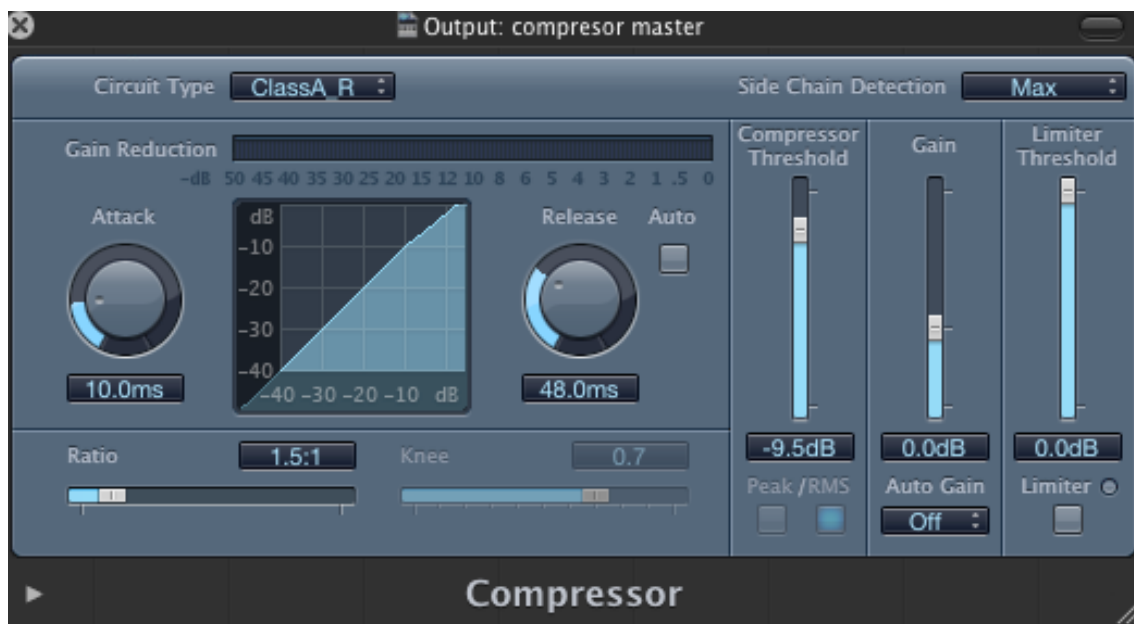 Output: compresor master
Circuit Type ClassA_R Side Chain Detection Max
Gain Reduction
-dB 50 45 40 35 30 25 20 15 12 10 8 6 5 4 3 2 1 .5 0
Compressor Threshold
Gain
Limiter Threshold
Attack
10.0ms
dB
-10
-20
-30
-40
-40 -30 -20 -10 dB
Release Auto
48.0ms
Ratio 1.5:1
Knee 0.7
-9.5dB
0.0dB
0.0dB
Peak /RMS
Auto Gain
Off
Limiter
Compressor